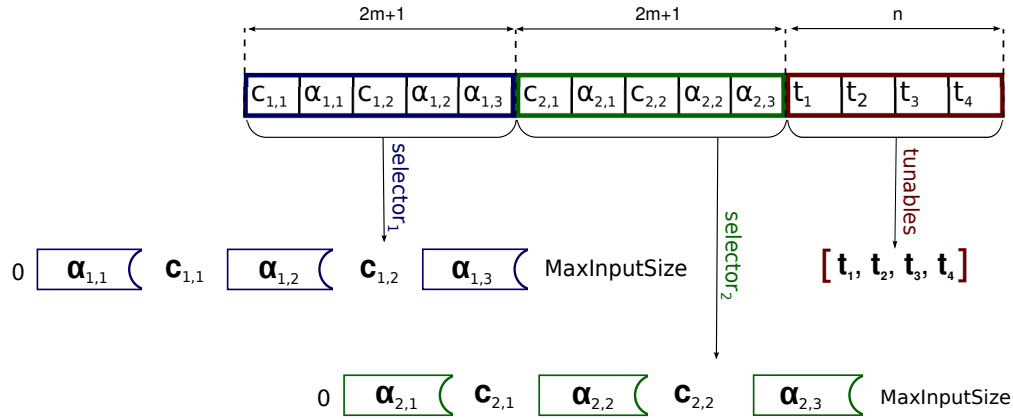 2m+1 2m+1 n
c1,1 α1,1 c1,2 α1,2 α1,3 c2,1 α2,1 c2,2 α2,2 α2,3 t1 t2 t3 t4
selector1
selector2
tunables
0 α1,1 c1,1 α1,2 c1,2 α1,3 MaxInputSize
[t1, t2, t3, t4]
0 α2,1 c2,1 α2,2 c2,2 α2,3 MaxInputSize